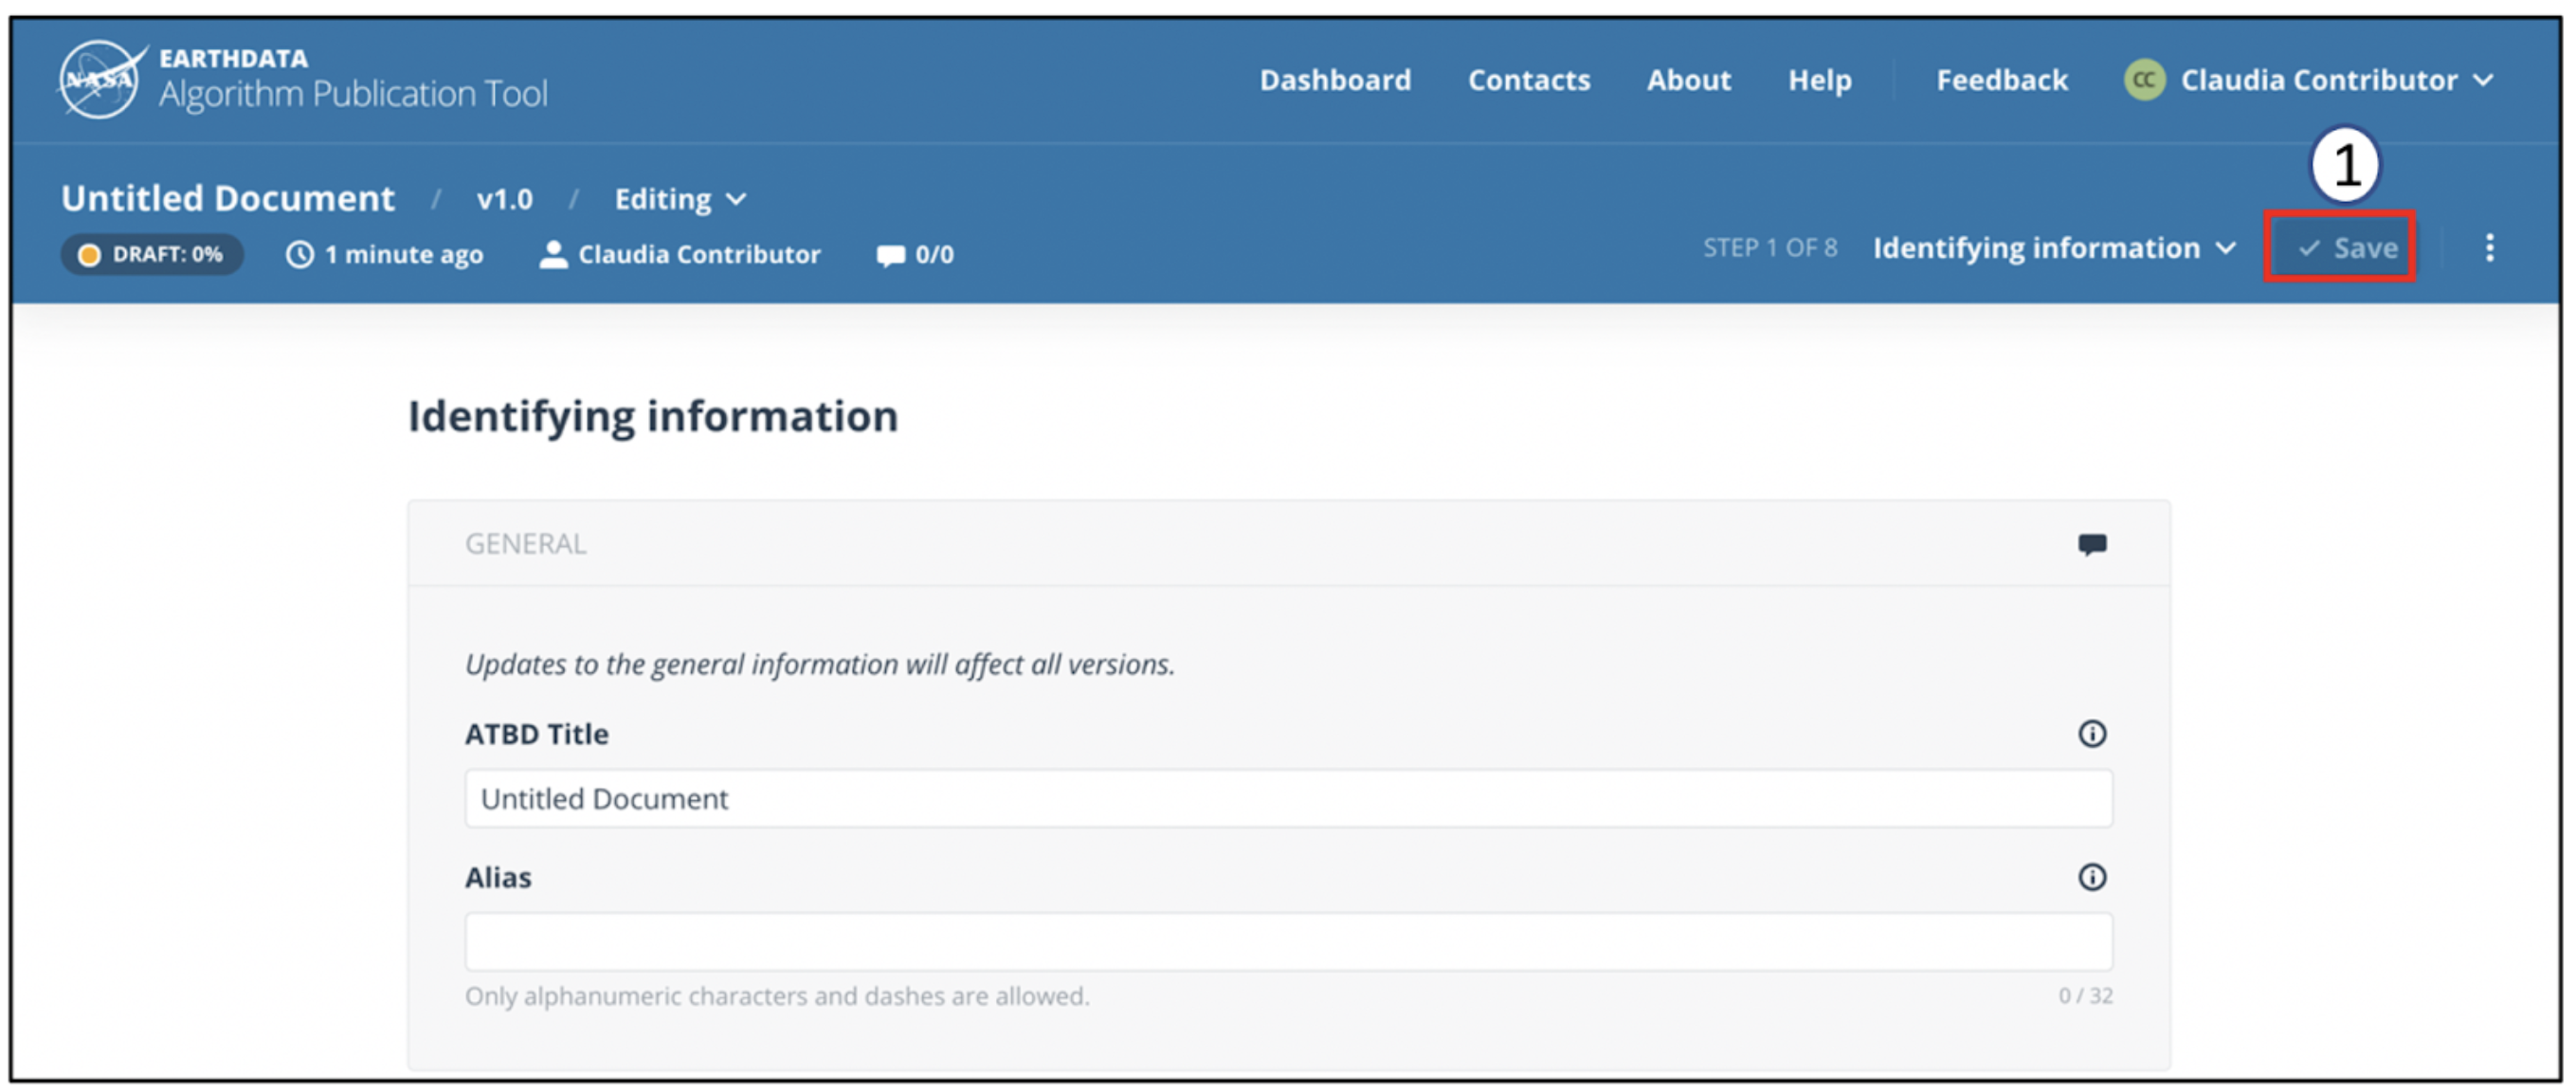 NASA
EARTHDATA
Algorithm Publication Tool
Dashboard Contacts About Help Feedback CC Claudia Contributor
1
Untitled Document / v1.0 / Editing
DRAFT: 0% 1 minute ago Claudia Contributor 0/0
STEP 1 OF 8 Identifying information Save
Identifying information
GENERAL
Updates to the general information will affect all versions.
ATBD Title
Untitled Document
Alias
Only alphanumeric characters and dashes are allowed. 0 / 32